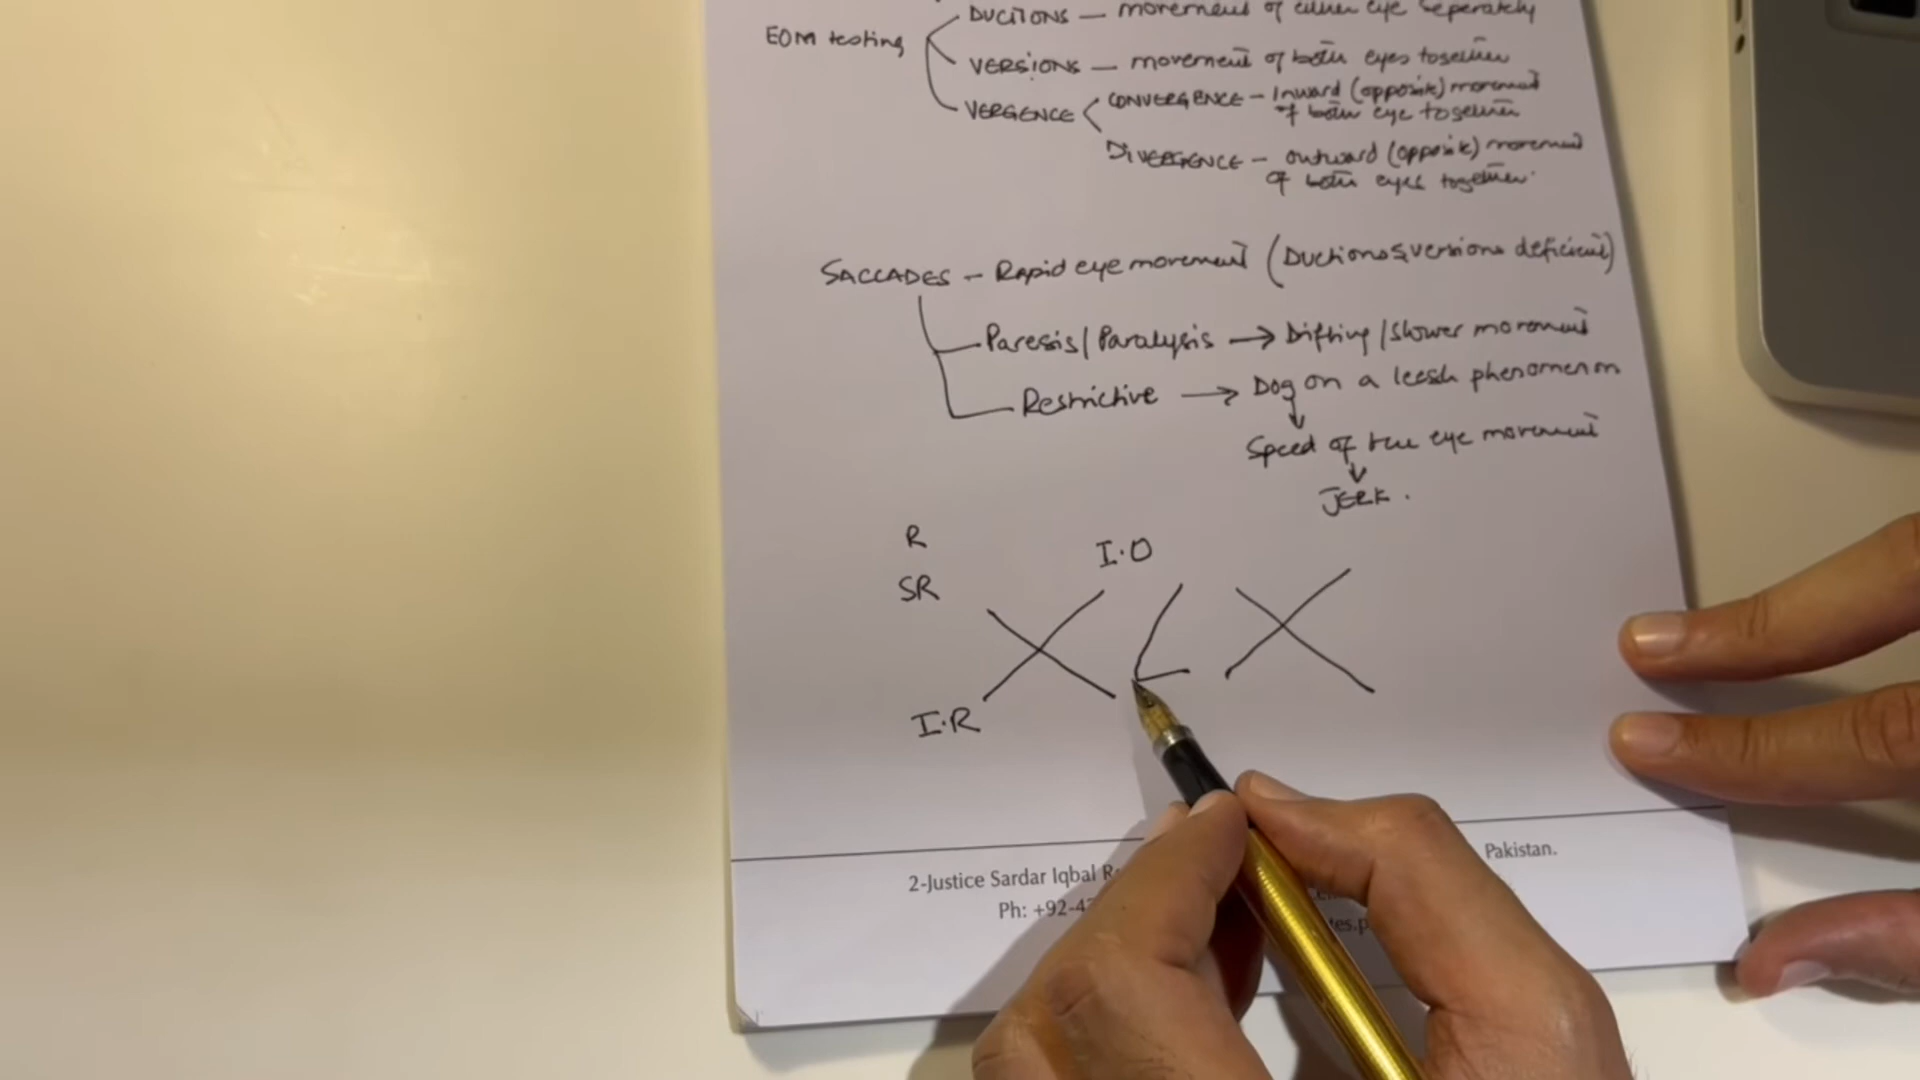 DUCTIONS — movement of either eye seperately
EOM testing
VERSIONS — movement of both eyes together
VERGENCE
CONVERGENCE — Inward (opposite) movement
of both eye together
DIVERGENCE — outward (opposite) movement
of both eyes together.
SACCADES — Rapid eye movement (Ductions & versions deficient)
Paresis/Paralysis → Drifting/slower movement
Restrictive → Dog on a leash phenomenon
Speed of the eye movement
JERK.
R
I.O
SR
I.R
Pakistan.
2-Justice Sardar Iqbal
Ph: +92-4